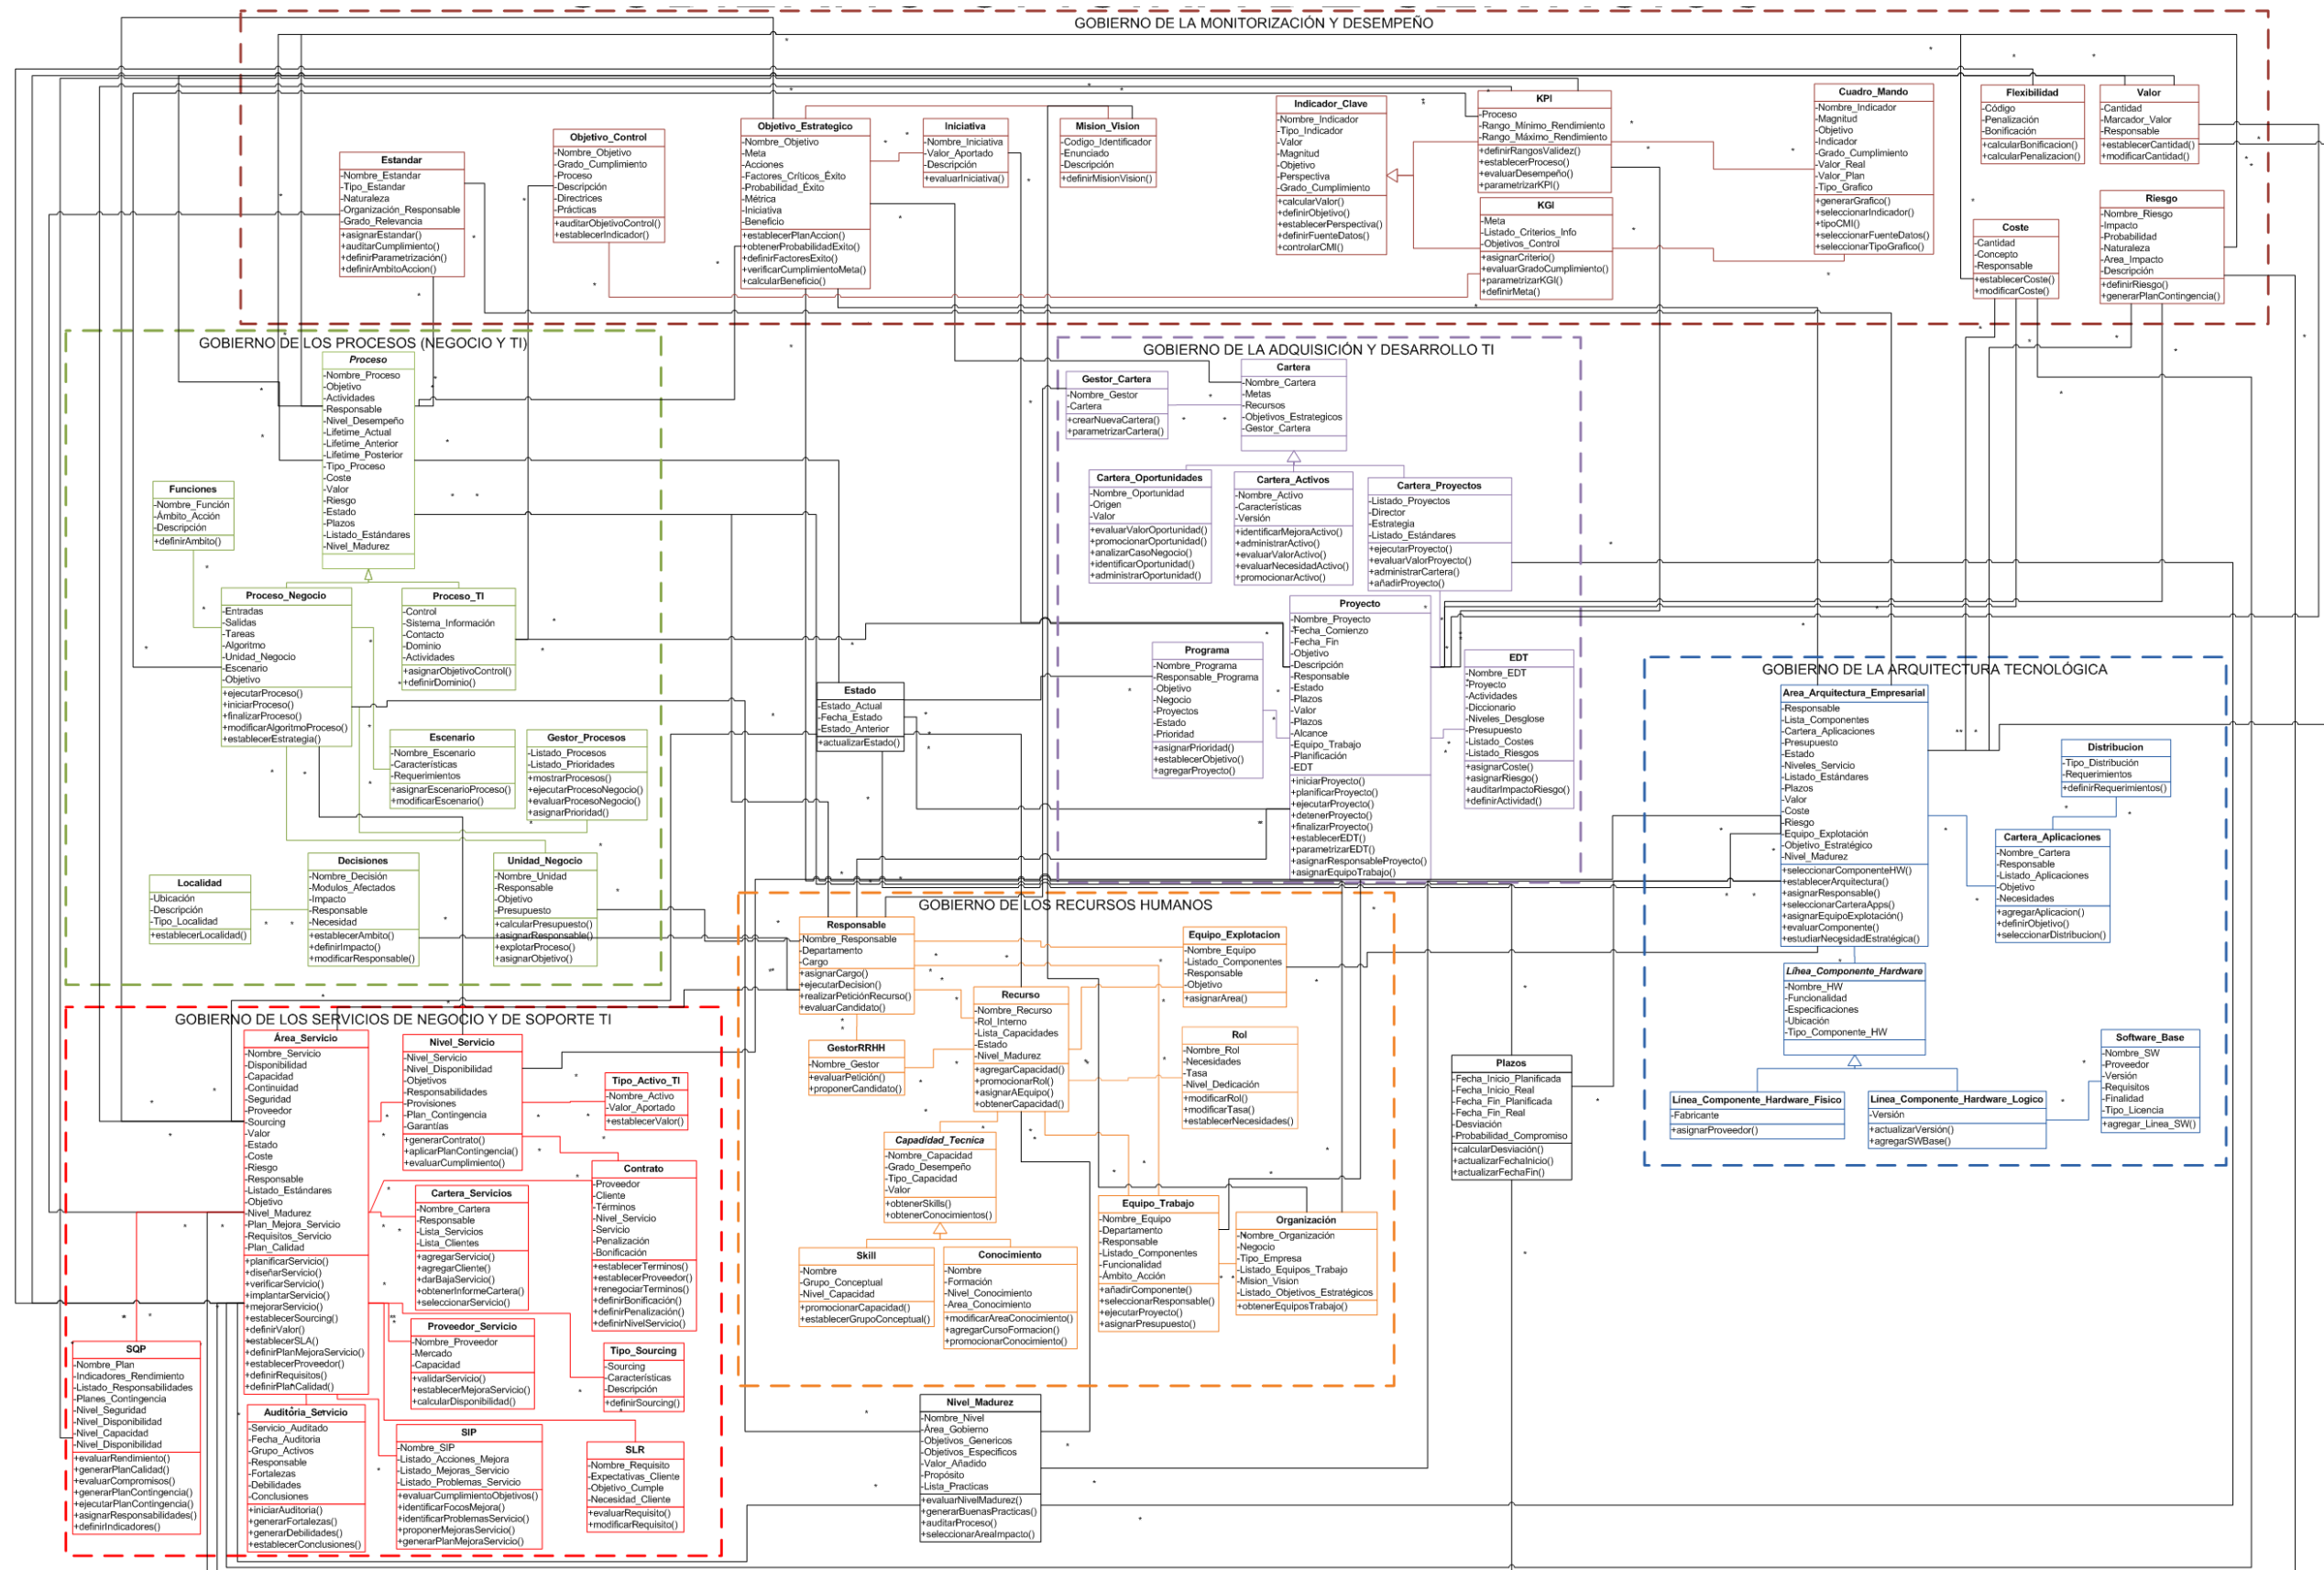 GOBIERNO DE LA MONITORIZACIÓN Y DESEMPEÑO
Estandar
-Nombre_Estandar
-Tipo_Estandar
-Naturaleza
-Organización_Responsable
-Grado_Relevancia
+asignarEstandar()
+auditarCumplimiento()
+definirParametrización()
+definirAmbitoAccion()
Objetivo_Control
-Nombre_Objetivo
-Grado_Cumplimiento
-Proceso
-Descripción
-Directrices
-Prácticas
+auditarObjetivoControl()
+establecerIndicador()
Objetivo_Estrategico
-Nombre_Objetivo
-Meta
-Acciones
-Factores_Críticos_Éxito
-Probabilidad_Éxito
-Métrica
-Iniciativa
-Beneficio
+establecerPlanAccion()
+obtenerProbabilidadExito()
+definirFactoresExito()
+verificarCumplimientoMeta()
+calcularBeneficio()
Iniciativa
-Nombre_Iniciativa
-Valor_Aportado
-Descripción
+evaluarIniciativa()
Mision_Vision
-Codigo_Identificador
-Enunciado
-Descripción
+definirMisionVision()
Indicador_Clave
-Nombre_Indicador
-Tipo_Indicador
-Valor
-Magnitud
-Objetivo
-Perspectiva
-Grado_Cumplimiento
+calcularValor()
+definirObjetivo()
+establecerPerspectiva()
+definirFuenteDatos()
+controlarCMI()
KPI
-Proceso
-Rango_Mínimo_Rendimiento
-Rango_Máximo_Rendimiento
+definirRangosValidez()
+establecerProceso()
+evaluarDesempeño()
+parametrizarKPI()
KGI
-Meta
-Listado_Criterios_Info
-Objetivos_Control
+asignarCriterio()
+evaluarGradoCumplimiento()
+parametrizarKGI()
+definirMeta()
Cuadro_Mando
-Nombre_Indicador
-Magnitud
-Objetivo
-Indicador
-Grado_Cumplimiento
-Valor_Real
-Valor_Plan
-Tipo_Grafico
+generarGrafico()
+seleccionarIndicador()
+tipoCMI()
+seleccionarFuenteDatos()
+seleccionarTipoGrafico()
Flexibilidad
-Código
-Penalización
-Bonificación
+calcularBonificacion()
+calcularPenalizacion()
Valor
-Cantidad
-Marcador_Valor
-Responsable
+establecerCantidad()
+modificarCantidad()
Coste
-Cantidad
-Concepto
-Responsable
+establecerCoste()
+modificarCoste()
Riesgo
-Nombre_Riesgo
-Impacto
-Probabilidad
-Naturaleza
-Area_Impacto
-Descripción
+definirRiesgo()
+generarPlanContingencia()
GOBIERNO DE LOS PROCESOS (NEGOCIO Y TI)
Proceso
-Nombre_Proceso
-Objetivo
-Actividades
-Responsable
-Nivel_Desempeño
-Lifetime_Actual
-Lifetime_Anterior
-Lifetime_Posterior
-Tipo_Proceso
-Coste
-Valor
-Riesgo
-Estado
-Plazos
-Listado_Estándares
-Nivel_Madurez
Funciones
-Nombre_Función
-Ámbito_Acción
-Descripción
+definirAmbito()
Proceso_Negocio
-Entradas
-Salidas
-Tareas
-Algoritmo
-Unidad_Negocio
-Escenario
-Objetivo
+ejecutarProceso()
+iniciarProceso()
+finalizarProceso()
+modificarAlgoritmoProceso()
+establecerEstrategia()
Proceso_TI
-Control
-Sistema_Información
-Contacto
-Dominio
-Actividades
+asignarObjetivoControl()
+definirDominio()
Escenario
-Nombre_Escenario
-Características
-Requerimientos
+asignarEscenarioProceso()
+modificarEscenario()
Gestor_Procesos
-Listado_Procesos
-Listado_Prioridades
+mostrarProcesos()
+ejecutarProcesoNegocio()
+evaluarProcesoNegocio()
+asignarPrioridad()
Localidad
-Ubicación
-Descripción
-Tipo_Localidad
+establecerLocalidad()
Decisiones
-Nombre_Decisión
-Modulos_Afectados
-Impacto
-Responsable
-Necesidad
+establecerAmbito()
+definirImpacto()
+modificarResponsable()
Unidad_Negocio
-Nombre_Unidad
-Responsable
-Objetivo
-Presupuesto
+calcularPresupuesto()
+asignarResponsable()
+explotarProceso()
+asignarObjetivo()
Estado
-Estado_Actual
-Fecha_Estado
-Estado_Anterior
+actualizarEstado()
GOBIERNO DE LA ADQUISICIÓN Y DESARROLLO TI
Gestor_Cartera
-Nombre_Gestor
-Cartera
+crearNuevaCartera()
+parametrizarCartera()
Cartera
-Nombre_Cartera
-Metas
-Recursos
-Objetivos_Estrategicos
-Gestor_Cartera
Cartera_Oportunidades
-Nombre_Oportunidad
-Origen
-Valor
+evaluarValorOportunidad()
+promocionarOportunidad()
+analizarCasoNegocio()
+identificarOportunidad()
+administrarOportunidad()
Cartera_Activos
-Nombre_Activo
-Características
-Versión
+identificarMejoraActivo()
+administrarActivo()
+evaluarValorActivo()
+evaluarNecesidadActivo()
+promocionarActivo()
Cartera_Proyectos
-Listado_Proyectos
-Director
-Estrategia
-Listado_Estándares
+ejecutarProyecto()
+evaluarValorProyecto()
+administrarCartera()
+añadirProyecto()
Programa
-Nombre_Programa
-Responsable_Programa
-Objetivo
-Negocio
-Proyectos
-Estado
-Prioridad
+asignarPrioridad()
+establecerObjetivo()
+agregarProyecto()
Proyecto
-Nombre_Proyecto
-Fecha_Comienzo
-Fecha_Fin
-Objetivo
-Descripción
-Responsable
-Estado
-Plazos
-Valor
-Plazos
-Alcance
-Equipo_Trabajo
-Planificación
-EDT
+iniciarProyecto()
+planificarProyecto()
+ejecutarProyecto()
+detenerProyecto()
+finalizarProyecto()
+establecerEDT()
+parametrizarEDT()
+asignarResponsableProyecto()
+asignarEquipoTrabajo()
EDT
-Nombre_EDT
-Proyecto
-Actividades
-Diccionario
-Niveles_Desglose
-Presupuesto
-Listado_Costes
-Listado_Riesgos
+asignarCoste()
+asignarRiesgo()
+auditarImpactoRiesgo()
+definirActividad()
GOBIERNO DE LA ARQUITECTURA TECNOLÓGICA
Area_Arquitectura_Empresarial
-Responsable
-Lista_Componentes
-Cartera_Aplicaciones
-Presupuesto
-Estado
-Niveles_Servicio
-Listado_Estándares
-Plazos
-Valor
-Coste
-Riesgo
-Equipo_Explotación
-Objetivo_Estratégico
-Nivel_Madurez
+seleccionarComponenteHW()
+establecerArquitectura()
+asignarResponsable()
+seleccionarCarteraApps()
+asignarEquipoExplotación()
+evaluarComponente()
+estudiarNecesidadEstratégica()
Distribucion
-Tipo_Distribución
-Requerimientos
+definirRequerimientos()
Cartera_Aplicaciones
-Nombre_Cartera
-Responsable
-Listado_Aplicaciones
-Objetivo
-Necesidades
+agregarAplicacion()
+definirObjetivo()
+seleccionarDistribucion()
Líhea_Componente_Hardware
-Nombre_HW
-Funcionalidad
-Especificaciones
-Ubicación
-Tipo_Componente_HW
Linea_Componente_Hardware_Fisico
-Fabricante
+asignarProveedor()
Linea_Componente_Hardware_Logico
-Versión
+actualizarVersión()
+agregarSWBase()
Software_Base
-Nombre_SW
-Proveedor
-Versión
-Requisitos
-Finalidad
-Tipo_Licencia
+agregar_Linea_SW()
GOBIERNO DE LOS RECURSOS HUMANOS
Responsable
-Nombre_Responsable
-Departamento
-Cargo
+asignarCargo()
+ejecutarDecision()
+realizarPeticiónRecurso()
+evaluarCandidato()
Equipo_Explotacion
-Nombre_Equipo
-Listado_Componentes
-Responsable
-Objetivo
+asignarArea()
Recurso
-Nombre_Recurso
-Rol_Interno
-Lista_Capacidades
-Estado
-Nivel_Madurez
+agregarCapacidad()
+promocionarRol()
+asignarAEquipo()
+obtenerCapacidad()
GestorRRHH
-Nombre_Gestor
+evaluarPetición()
+proponerCandidato()
Rol
-Nombre_Rol
-Necesidades
-Tasa
-Nivel_Dedicación
+modificarRol()
+modificarTasa()
+establecerNecesidades()
Capadidad_Tecnica
-Nombre_Capacidad
-Grado_Desempeño
-Tipo_Capacidad
-Valor
+obtenerSkills()
+obtenerConocimientos()
Skill
-Nombre
-Grupo_Conceptual
-Nivel_Capacidad
+promocionarCapacidad()
+establecerGrupoConceptual()
Conocimiento
-Nombre
-Formación
-Nivel_Conocimiento
-Area_Conocimiento
+modificarAreaConocimiento()
+agregarCursoFormacion()
+promocionarConocimiento()
Equipo_Trabajo
-Nombre_Equipo
-Departamento
-Responsable
-Listado_Componentes
-Funcionalidad
-Ámbito_Acción
+añadirComponente()
+seleccionarResponsable()
+ejecutarProyecto()
+asignarPresupuesto()
Organización
-Nombre_Organización
-Negocio
-Tipo_Empresa
-Listado_Equipos_Trabajo
-Mision_Vision
-Listado_Objetivos_Estratégicos
+obtenerEquiposTrabajo()
Plazos
-Fecha_Inicio_Planificada
-Fecha_Inicio_Real
-Fecha_Fin_Planificada
-Fecha_Fin_Real
-Desviación
-Probabilidad_Compromiso
+calcularDesviación()
+actualizarFechaInicio()
+actualizarFechaFin()
Nivel_Madurez
-Nombre_Nivel
-Área_Gobierno
-Objetivos_Genericos
-Objetivos_Especificos
-Valor_Añadido
-Propósito
-Lista_Practicas
+evaluarNivelMadurez()
+generarBuenasPracticas()
+auditarProceso()
+seleccionarAreaImpacto()
GOBIERNO DE LOS SERVICIOS DE NEGOCIO Y DE SOPORTE TI
Área_Servicio
-Nombre_Servicio
-Disponibilidad
-Capacidad
-Continuidad
-Seguridad
-Proveedor
-Sourcing
-Valor
-Estado
-Coste
-Riesgo
-Responsable
-Listado_Estándares
-Objetivo
-Nivel_Madurez
-Plan_Mejora_Servicio
-Requisitos_Servicio
-Plan_Calidad
+planificarServicio()
+diseñarServicio()
+verificarServicio()
+implantarServicio()
+mejorarServicio()
+establecerSourcing()
+definirValor()
+establecerSLA()
+definirPlanMejoraServicio()
+establecerProveedor()
+definirRequisitos()
+definirPlanCalidad()
Nivel_Servicio
-Nivel_Servicio
-Nivel_Disponibilidad
-Objetivos
-Responsabilidades
-Provisiones
-Plan_Contingencia
-Garantías
+generarContrato()
+aplicarPlanContingencia()
+evaluarCumplimiento()
Tipo_Activo_TI
-Nombre_Activo
-Valor_Aportado
+establecerValor()
Contrato
-Proveedor
-Cliente
-Términos
-Nivel_Servicio
-Servicio
-Penalización
-Bonificación
+establecerTerminos()
+establecerProveedor()
+renegociarTerminos()
+definirBonificación()
+definirPenalización()
+definirNivelServicio()
Cartera_Servicios
-Nombre_Cartera
-Responsable
-Lista_Servicios
-Lista_Clientes
+agregarServicio()
+agregarCliente()
+darBajaServicio()
+obtenerInformeCartera()
+seleccionarServicio()
Proveedor_Servicio
-Nombre_Proveedor
-Mercado
-Capacidad
+validarServicio()
+establecerMejoraServicio()
+calcularDisponibilidad()
Tipo_Sourcing
-Sourcing
-Características
-Descripción
+definirSourcing()
SQP
-Nombre_Plan
-Indicadores_Rendimiento
-Listado_Responsabilidades
-Planes_Contingencia
-Nivel_Seguridad
-Nivel_Disponibilidad
-Nivel_Capacidad
-Nivel_Disponibilidad
+evaluarRendimiento()
+generarPlanCalidad()
+evaluarCompromisos()
+generarPlanContingencia()
+ejecutarPlanContingencia()
+asignarResponsabilidades()
+definirIndicadores()
Auditoria_Servicio
-Servicio_Auditado
-Fecha_Auditoria
-Grupo_Activos
-Responsable
-Fortalezas
-Debilidades
-Conclusiones
+iniciarAuditoria()
+generarFortalezas()
+generarDebilidades()
+establecerConclusiones()
SIP
-Nombre_SIP
-Listado_Acciones_Mejora
-Listado_Mejoras_Servicio
-Listado_Problemas_Servicio
+evaluarCumplimientoObjetivos()
+identificarFocosMejora()
+identificarProblemasServicio()
+proponerMejorasServicio()
+generarPlanMejoraServicio()
SLR
-Nombre_Requisito
-Expectativas_Cliente
-Objetivo_Cumple
-Necesidad_Cliente
+evaluarRequisito()
+modificarRequisito()